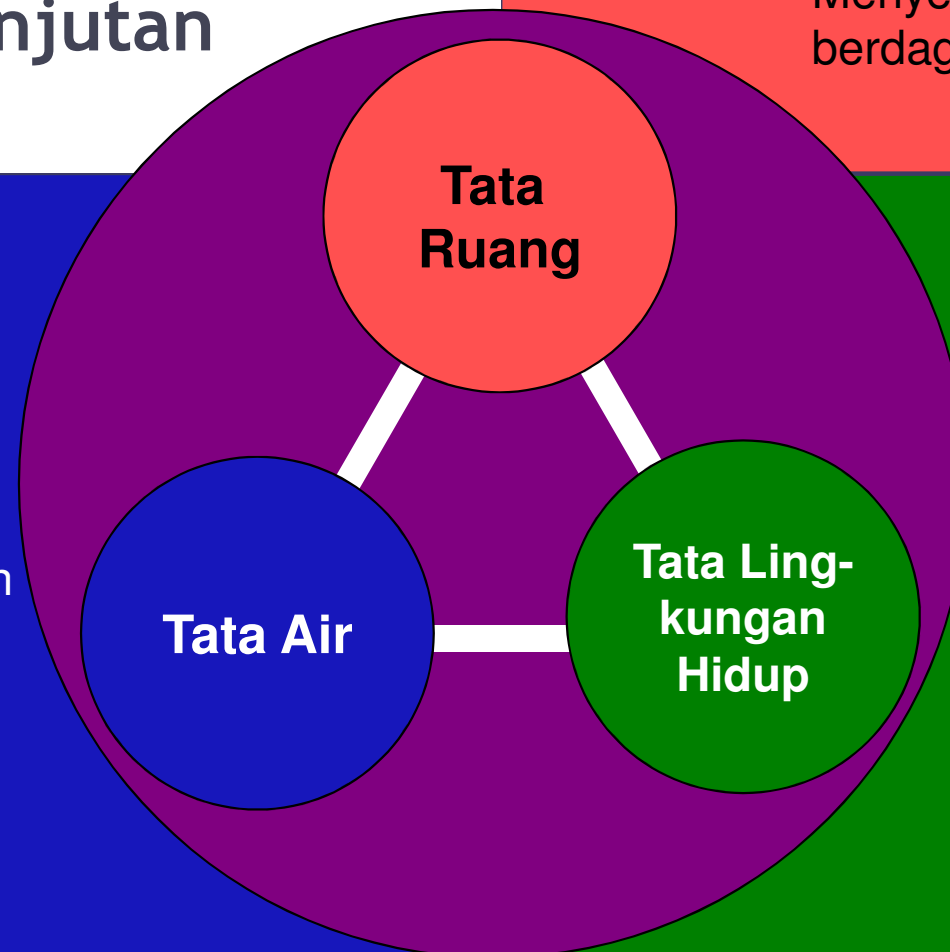 njutan
berdag
Tata
Ruang
Tata Ling-
kungan
Hidup
Tata Air
n